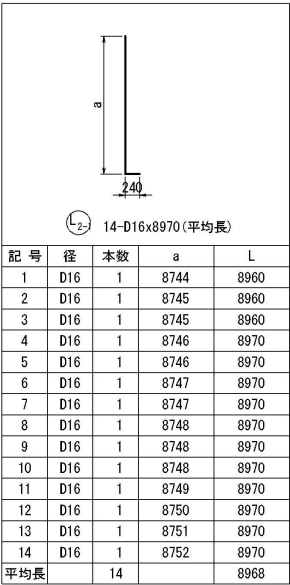 a
240
L2-1 14-D16x8970(平均長)
記 号 径 本数 a L
1 D16 1 8744 8960
2 D16 1 8745 8960
3 D16 1 8745 8960
4 D16 1 8746 8970
5 D16 1 8746 8970
6 D16 1 8747 8970
7 D16 1 8747 8970
8 D16 1 8748 8970
9 D16 1 8748 8970
10 D16 1 8748 8970
11 D16 1 8749 8970
12 D16 1 8750 8970
13 D16 1 8751 8970
14 D16 1 8752 8970
平均長 14 8968